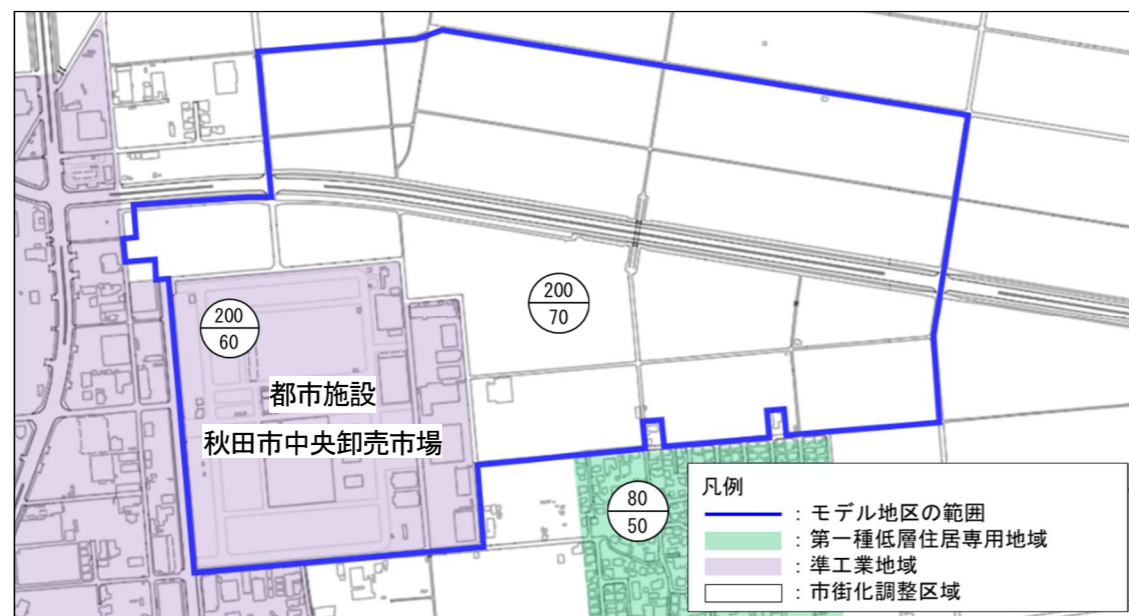 200
60
200
70
都市施設
秋田市中央卸売市場
80
50
凡例
：モデル地区の範囲
：第一種低層住居専用地域
：準工業地域
：市街化調整区域